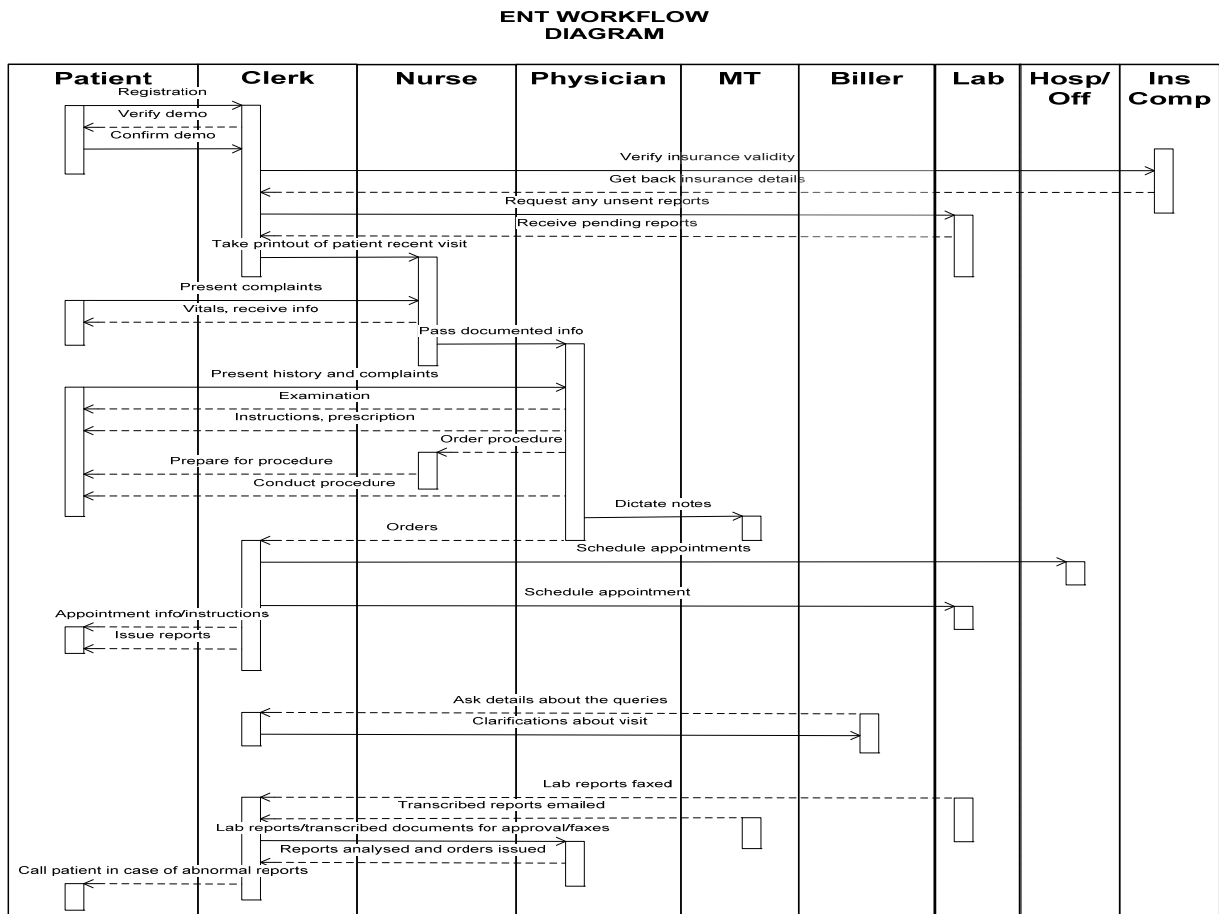 ENT WORKFLOW
DIAGRAM
Patient
Clerk
Nurse
Physician
MT
Biller
Lab
Hosp/
Off
Ins
Comp
Registration
Verify demo
Confirm demo
Verify insurance validity
Get back insurance details
Request any unsent reports
Receive pending reports
Take printout of patient recent visit
Present complaints
Vitals, receive info
Pass documented info
Present history and complaints
Examination
Instructions, prescription
Order procedure
Prepare for procedure
Conduct procedure
Dictate notes
Orders
Schedule appointments
Schedule appointment
Appointment info/instructions
Issue reports
Ask details about the queries
Clarifications about visit
Lab reports faxed
Transcribed reports emailed
Lab reports/transcribed documents for approval/faxes
Reports analysed and orders issued
Call patient in case of abnormal reports